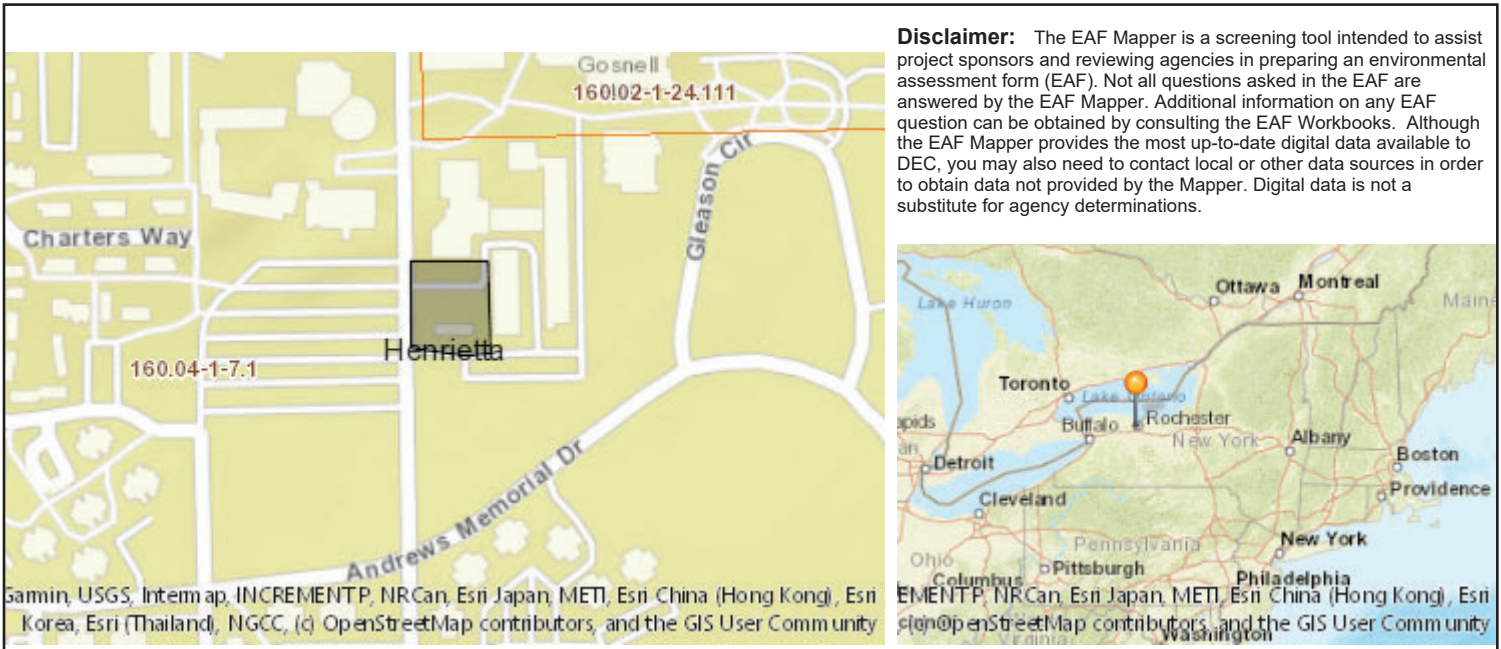 Disclaimer: The EAF Mapper is a screening tool intended to assist
project sponsors and reviewing agencies in preparing an environmental
assessment form (EAF). Not all questions asked in the EAF are
answered by the EAF Mapper. Additional information on any EAF
question can be obtained by consulting the EAF Workbooks. Although
the EAF Mapper provides the most up-to-date digital data available to
DEC, you may also need to contact local or other data sources in order
to obtain data not provided by the Mapper. Digital data is not a
substitute for agency determinations.
Gosnell
160.02-1-24.111
Gleason Cir
Charters Way
Henrietta
160.04-1-7.1
Andrews Memorial Dr
Garmin, USGS, Intermap, INCREMENT P, NRCan, Esri Japan, METI, Esri China (Hong Kong), Esri
Korea, Esri (Thailand), NGCC, (c) OpenStreetMap contributors, and the GIS User Community
Ottawa
Montreal
Lake Huron
Maine
Toronto
Lake Ontario
Rochester
Buffalo
New York
Albany
Detroit
Boston
Providence
Cleveland
New York
Pennsylvania
Ohio
Pittsburgh
Columbus
Philadelphia
EMENT P, NRCan, Esri Japan, METI, Esri China (Hong Kong), Esri
(c) OpenStreetMap contributors, and the GIS User Community
Virginia
Washington